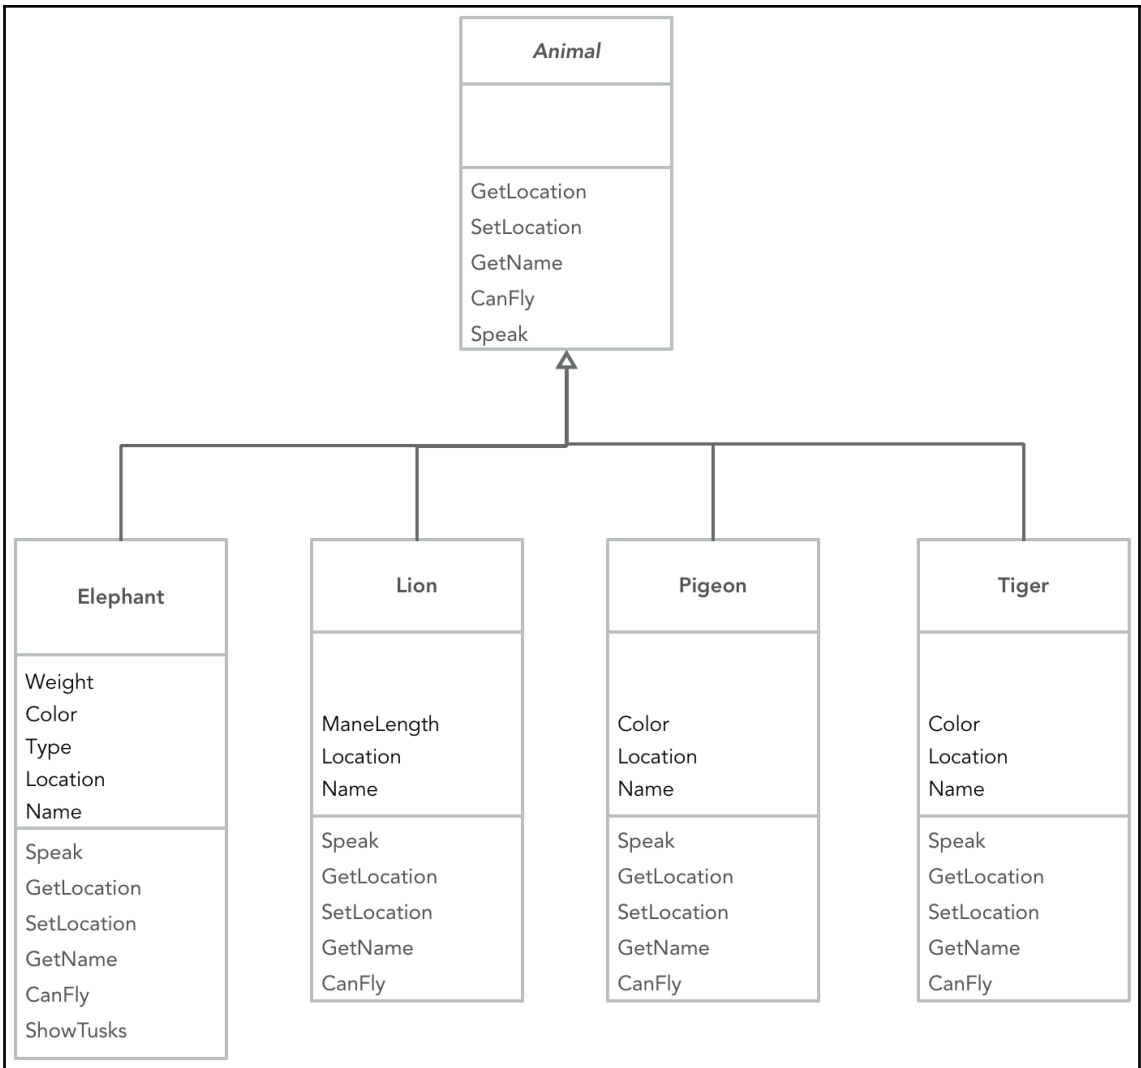 Animal
GetLocation
SetLocation
GetName
CanFly
Speak
Elephant
Weight
Color
Type
Location
Name
Speak
GetLocation
SetLocation
GetName
CanFly
ShowTusks
Lion
ManeLength
Location
Name
Speak
GetLocation
SetLocation
GetName
CanFly
Pigeon
Color
Location
Name
Speak
GetLocation
SetLocation
GetName
CanFly
Tiger
Color
Location
Name
Speak
GetLocation
SetLocation
GetName
CanFly